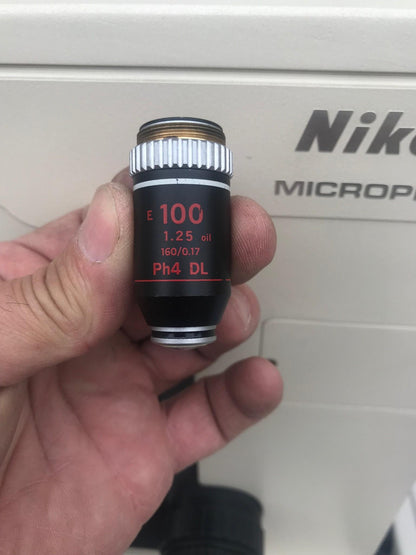 Nik
MICROP
E 100
1.25 oil
160/0.17
Ph4 DL